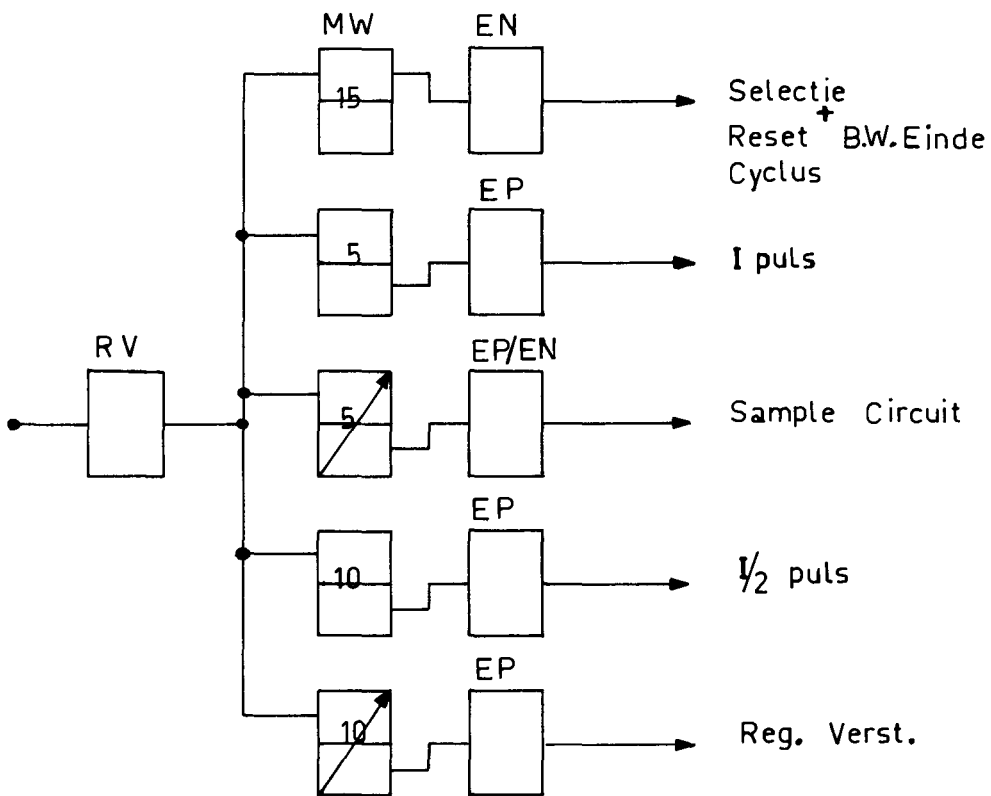 MW
EN
15
Selectie
+
Reset B.W.Einde
Cyclus
EP
5
I puls
RV
EP/EN
5
Sample Circuit
EP
10
I/2 puls
EP
10
Reg. Verst.